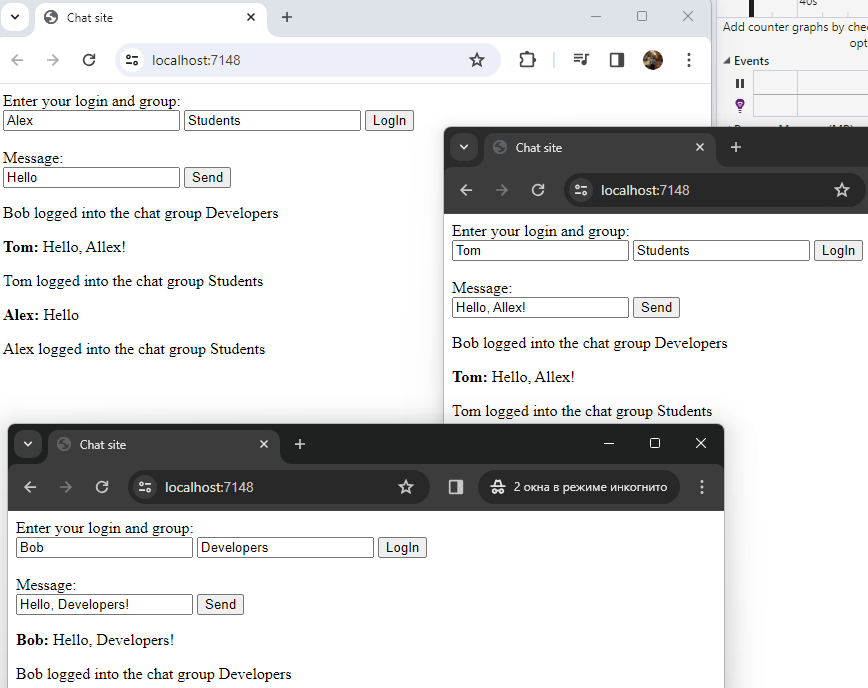 Chat site
localhost:7148
Enter your login and group:
Alex Students LogIn
Message:
Hello Send
Bob logged into the chat group Developers
Tom: Hello, Allex!
Tom logged into the chat group Students
Alex: Hello
Alex logged into the chat group Students
40s
Add counter graphs by che
opt
Events
Chat site
localhost:7148
Enter your login and group:
Tom Students LogIn
Message:
Hello, Allex! Send
Bob logged into the chat group Developers
Tom: Hello, Allex!
Tom logged into the chat group Students
Chat site
localhost:7148
2 окна в режиме инкогнито
Enter your login and group:
Bob Developers LogIn
Message:
Hello, Developers! Send
Bob: Hello, Developers!
Bob logged into the chat group Developers